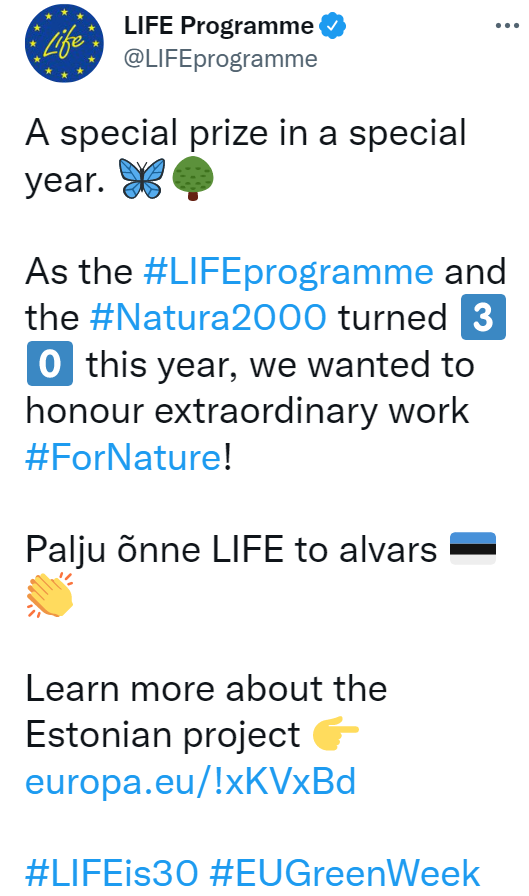 Life
LIFE Programme
@LIFEprogramme
A special prize in a special
year. 🦋🌳
As the #LIFEprogramme and
the #Natura2000 turned 3️⃣
0️⃣ this year, we wanted to
honour extraordinary work
#ForNature!
Palju õnne LIFE to alvars 🇪🇪
👏
Learn more about the
Estonian project 👉
europa.eu/!xKVxBd
#LIFEis30 #EUGreenWeek